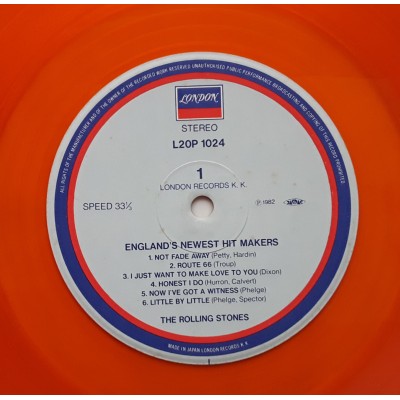 ALL RIGHTS OF THE MANUFACTURER AND OF THE OWNER OF THE RECORDED WORK RESERVED UNAUTHORISED PUBLIC PERFORMANCE BROADCASTING AND COPYING OF THIS RECORD PROHIBITED
LONDON
STEREO
L20P 1024
1
LONDON RECORDS K. K.
SPEED 33⅓
Ⓟ 1982
ENGLAND'S NEWEST HIT MAKERS
1. NOT FADE AWAY (Petty, Hardin)
2. ROUTE 66 (Troup)
3. I JUST WANT TO MAKE LOVE TO YOU (Dixon)
4. HONEST I DO (Hurron, Calvert)
5. NOW I'VE GOT A WITNESS (Phelge)
6. LITTLE BY LITTLE (Phelge, Spector)
THE ROLLING STONES
MADE IN JAPAN LONDON RECORDS K. K.